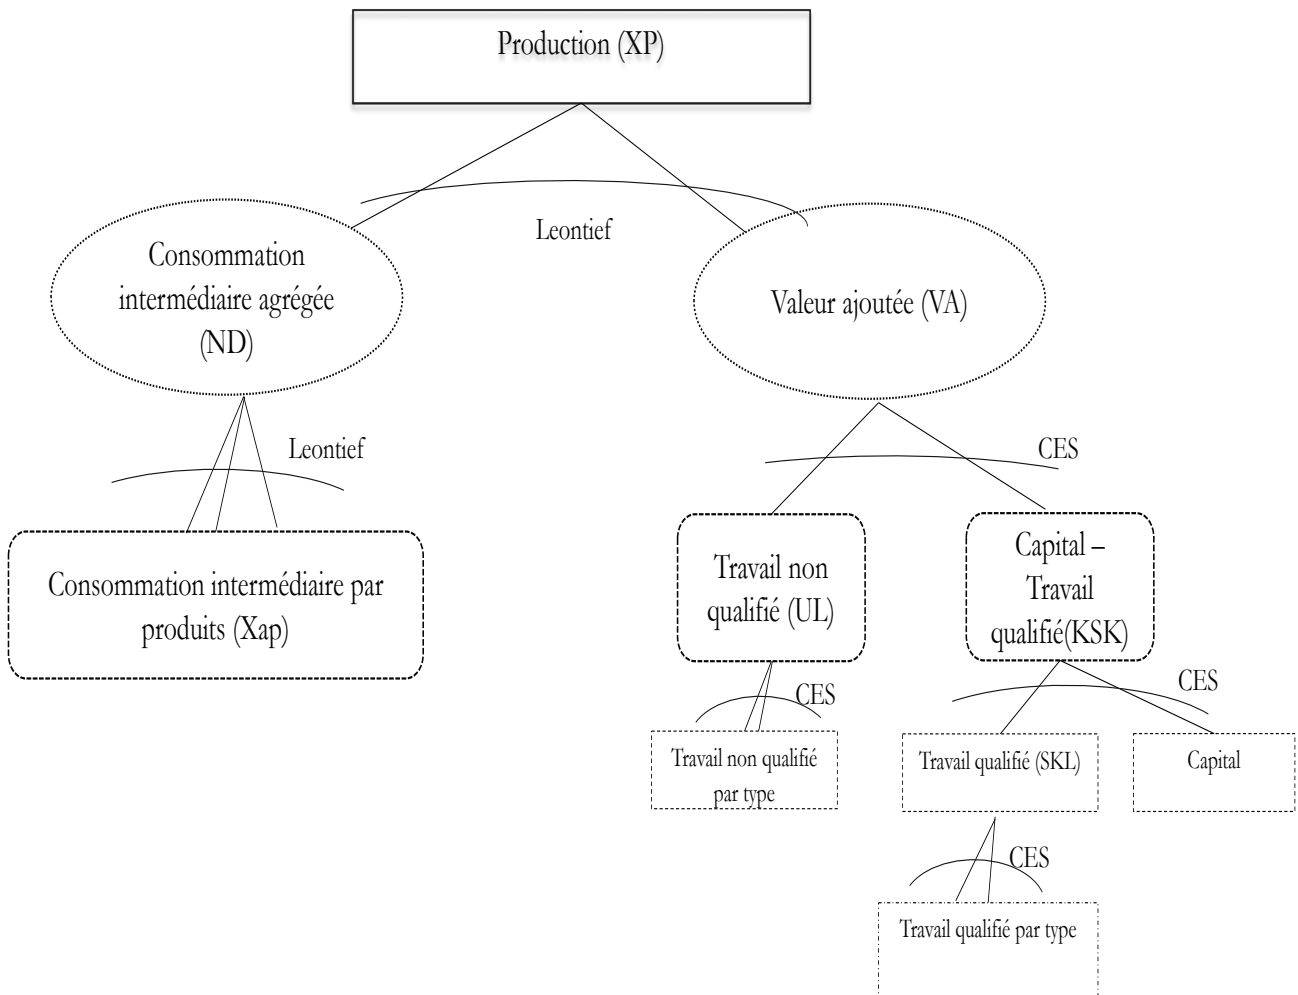 Production (XP)
Leontief
Consommation
intermédiaire agrégée
(ND)
Valeur ajoutée (VA)
Leontief
CES
Consommation intermédiaire par
produits (Xap)
Travail non
qualifié (UL)
Capital –
Travail
qualifié(KSK)
CES
CES
Travail non qualifié
par type
Travail qualifié (SKL)
Capital
CES
Travail qualifié par type